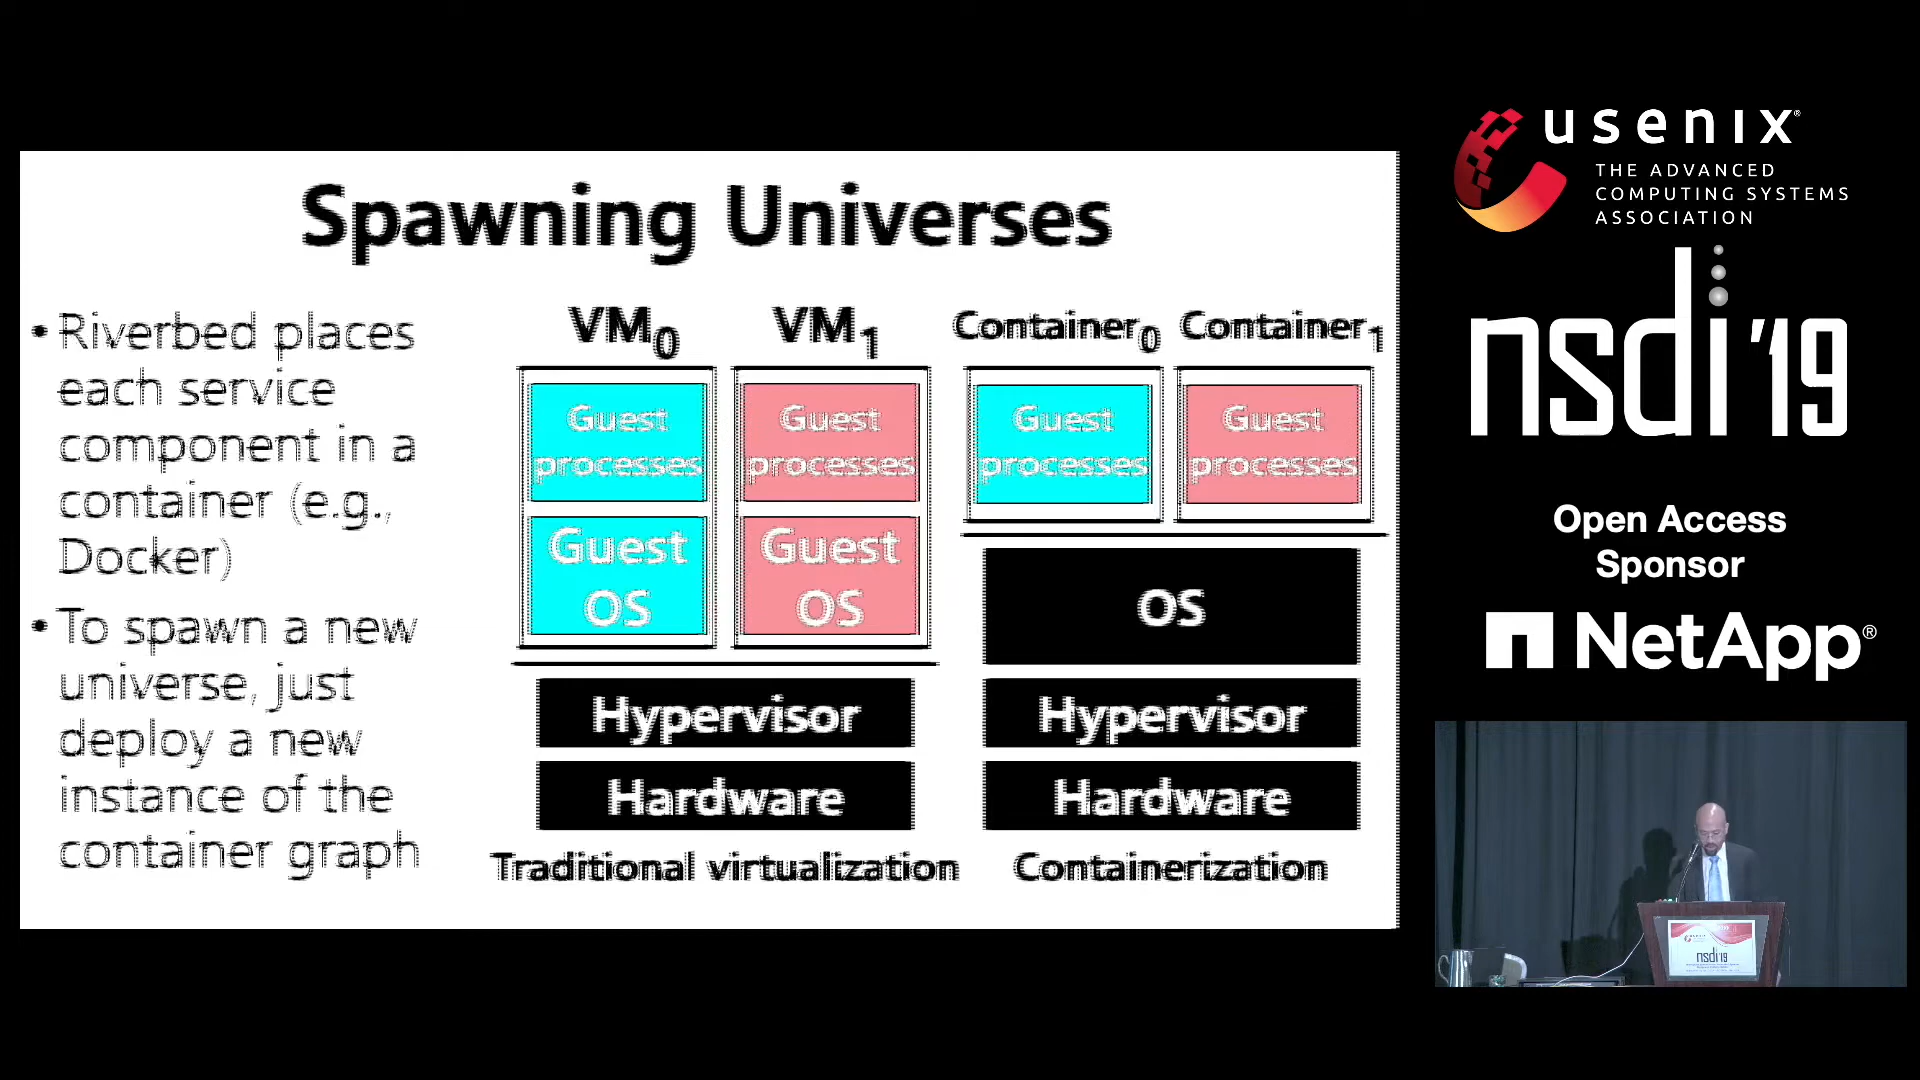 Spawning Universes
• Riverbed places
each service
component in a
container (e.g.,
Docker)
• To spawn a new
universe, just
deploy a new
instance of the
container graph
VM0
VM1
Guest
processes
Guest
processes
Guest
OS
Guest
OS
Hypervisor
Hardware
Traditional virtualization
Container0
Container1
Guest
processes
Guest
processes
OS
Hypervisor
Hardware
Containerization
usenix®
THE ADVANCED
COMPUTING SYSTEMS
ASSOCIATION
nsdi '19
Open Access
Sponsor
NetApp®
usenix
nsdi '19